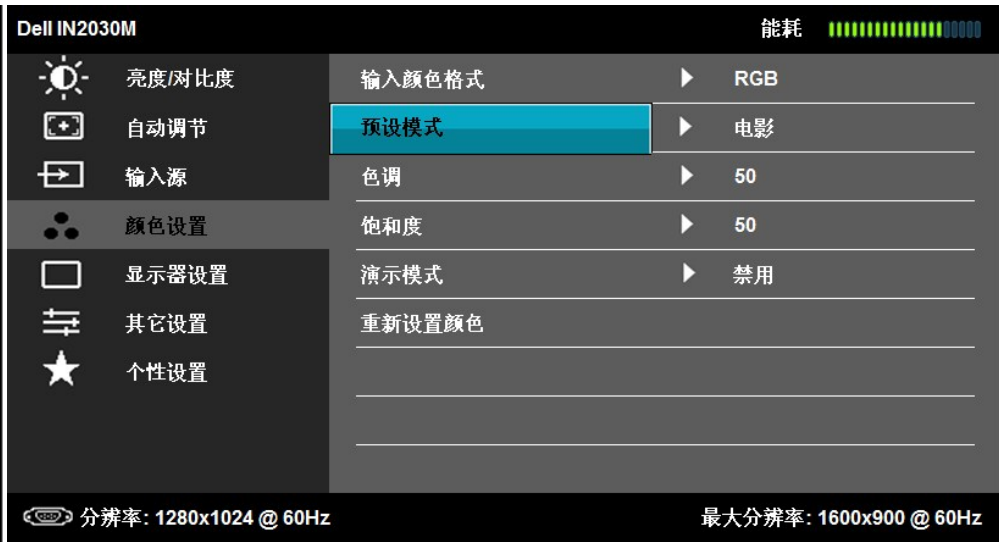 Dell IN2030M 能耗
亮度/对比度 输入颜色格式 RGB
自动调节 预设模式 电影
输入源 色调 50
颜色设置 饱和度 50
显示器设置 演示模式 禁用
其它设置 重新设置颜色
个性设置
分辨率: 1280x1024 @ 60Hz 最大分辨率: 1600x900 @ 60Hz